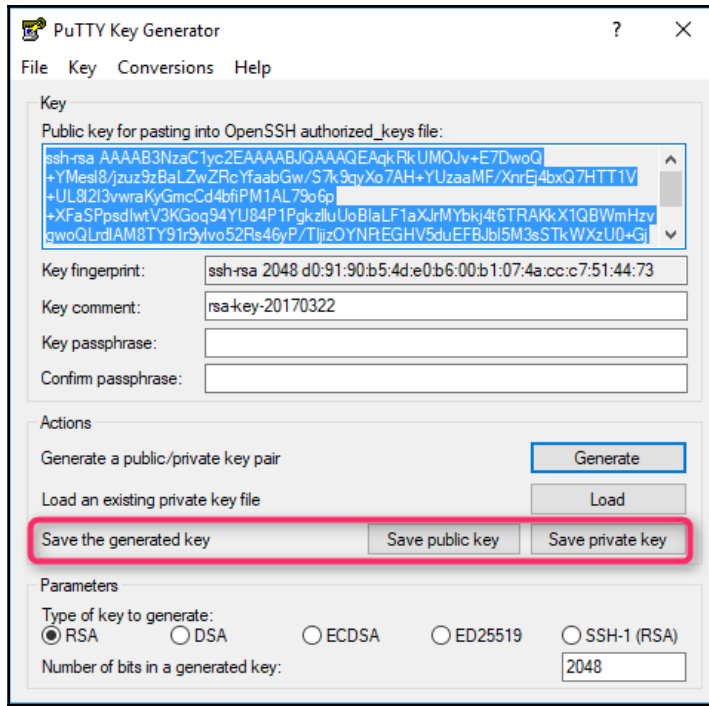 PuTTY Key Generator
?
File Key Conversions Help
Key
Public key for pasting into OpenSSH authorized_keys file:
ssh-rsa AAAAB3NzaC1yc2EAAAABJQAAAQEAqkRkUMOJv+E7DwoQ
+YMesI8/jzuz9zBaLZwZRcYfaabGw/S7k9qyXo7AH+YUzaaMF/XnrEj4bxQ7HTT1V
+UL8I2I3vwraKyGmcCd4bfiPM1AL79o6p
+XFaSPpsdIwtV3KGoq94YU84P1PgkzlIuUoBlaLF1aXJrMYbkj4t6TRAKkX1QBWmHzv
gwoQLrdIAM8TY91r9ylvo52Rs46yP/TIjizOYNFtEGHV5duEFBJbI5M3sSTkWXzU0+Gj
Key fingerprint: ssh-rsa 2048 d0:91:90:b5:4d:e0:b6:00:b1:07:4a:cc:c7:51:44:73
Key comment: rsa-key-20170322
Key passphrase:
Confirm passphrase:
Actions
Generate a public/private key pair Generate
Load an existing private key file Load
Save the generated key Save public key Save private key
Parameters
Type of key to generate:
RSA DSA ECDSA ED25519 SSH-1 (RSA)
Number of bits in a generated key: 2048